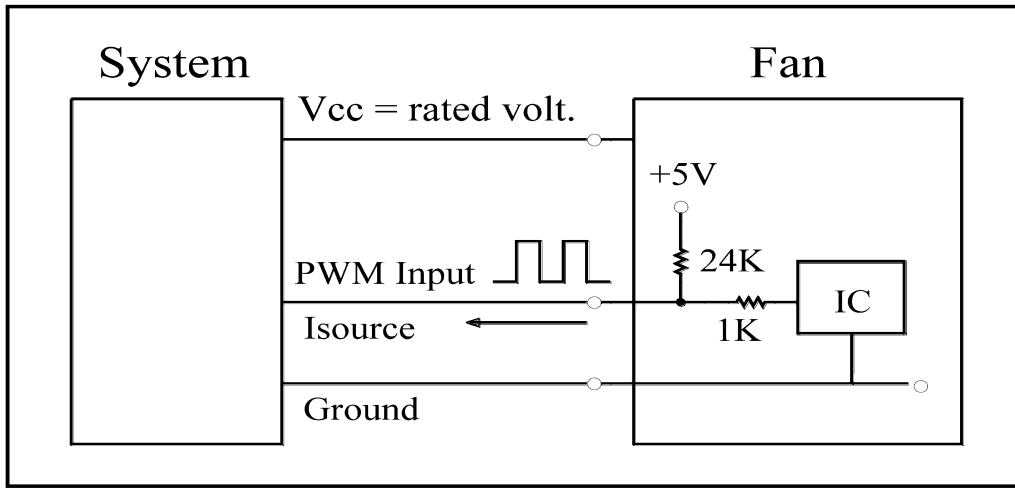 System
Fan
Vcc = rated volt.
+5V
PWM Input
24K
IC
Isource
1K
Ground